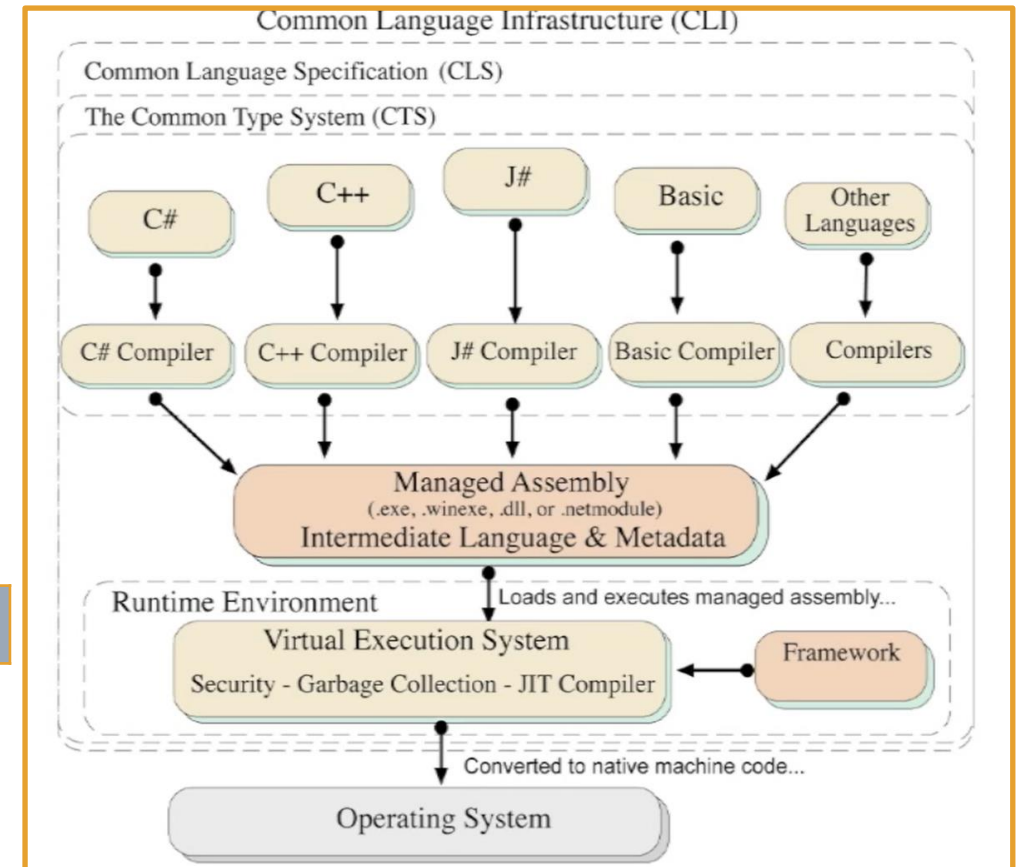 Common Language Infrastructure (CLI)
Common Language Specification (CLS)
The Common Type System (CTS)
C#
C++
J#
Basic
Other
Languages
C# Compiler
C++ Compiler
J# Compiler
Basic Compiler
Compilers
Managed Assembly
(.exe, .winexe, .dll, or .netmodule)
Intermediate Language & Metadata
Runtime Environment
Loads and executes managed assembly...
Virtual Execution System
Security - Garbage Collection - JIT Compiler
Framework
Converted to native machine code...
Operating System